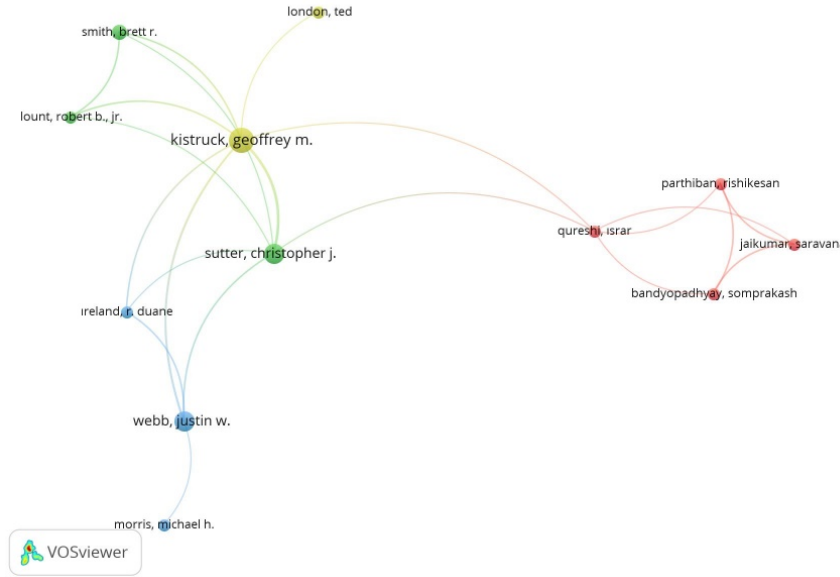 london, ted
smith, brett r.
lount, robert b., jr.
kistruck, geoffrey m.
parthiban, rishikesan
qureshi, israr
jaikumar, saravan
sutter, christopher j.
bandyopadhyay, somprakash
ireland, r. duane
webb, justin w.
morris, michael h.
VOSviewer